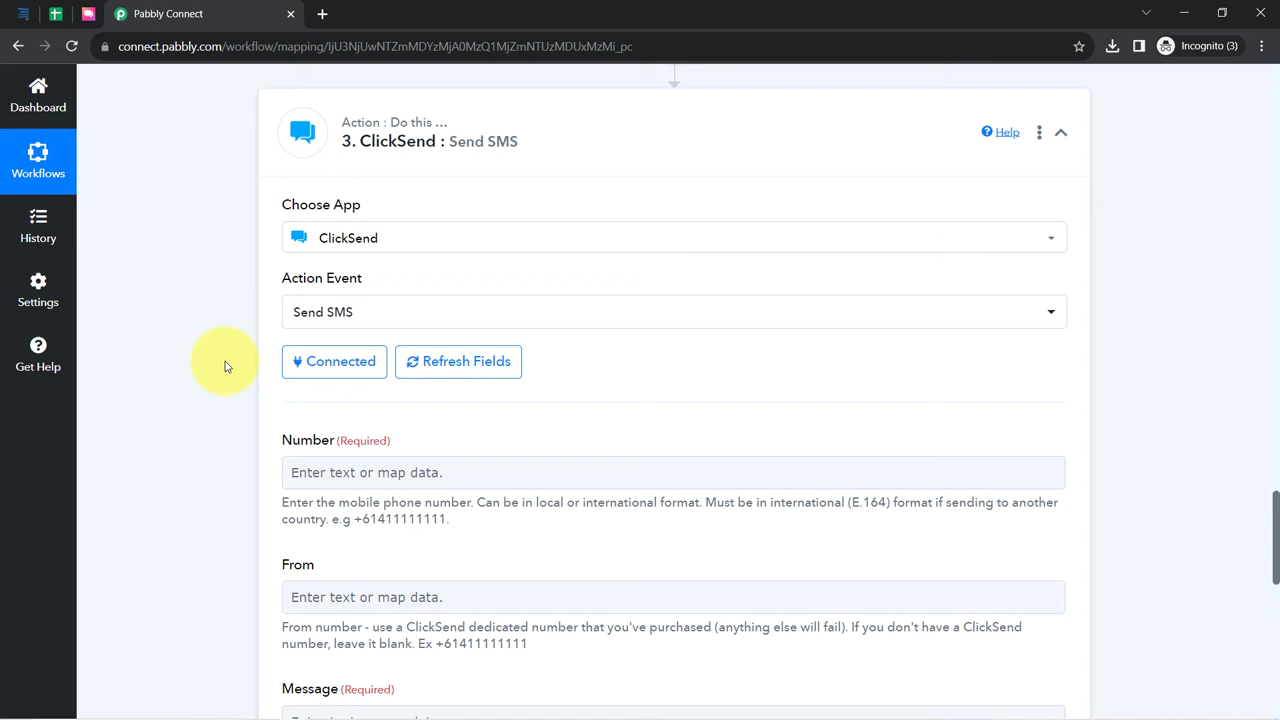 Pabbly Connect
connect.pabbly.com/workflow/mapping/IjU3NjUwNTZmMDYzMjA0MzQ1MjZmNTUzMDUxMzMi_pc
Incognito (3)
Dashboard
Workflows
History
Settings
Get Help
Action : Do this ...
3. ClickSend : Send SMS
Help
Choose App
ClickSend
Action Event
Send SMS
Connected
Refresh Fields
Number (Required)
Enter text or map data.
Enter the mobile phone number. Can be in local or international format. Must be in international (E.164) format if sending to another
country. e.g +61411111111.
From
Enter text or map data.
From number - use a ClickSend dedicated number that you've purchased (anything else will fail). If you don't have a ClickSend
number, leave it blank. Ex +61411111111
Message (Required)
Enter text or map data.